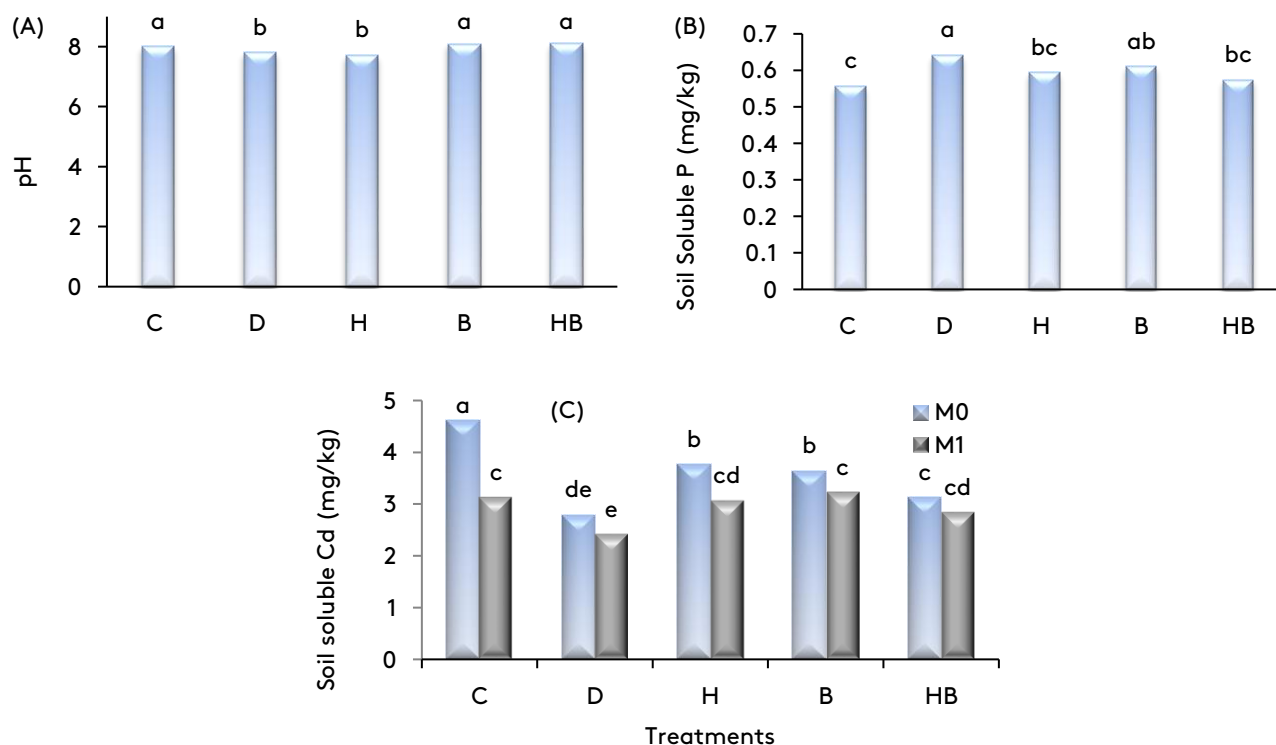 (A)
a b b a a
8
6
4
2
0
pH
C D H B HB
(B)
a
c bc ab bc
0.7
0.6
0.5
0.4
0.3
0.2
0.1
0
Soil Soluble P (mg/kg)
C D H B HB
(C)
M0
M1
a c de e b cd b c c cd
5
4
3
2
1
0
Soil soluble Cd (mg/kg)
C D H B HB
Treatments